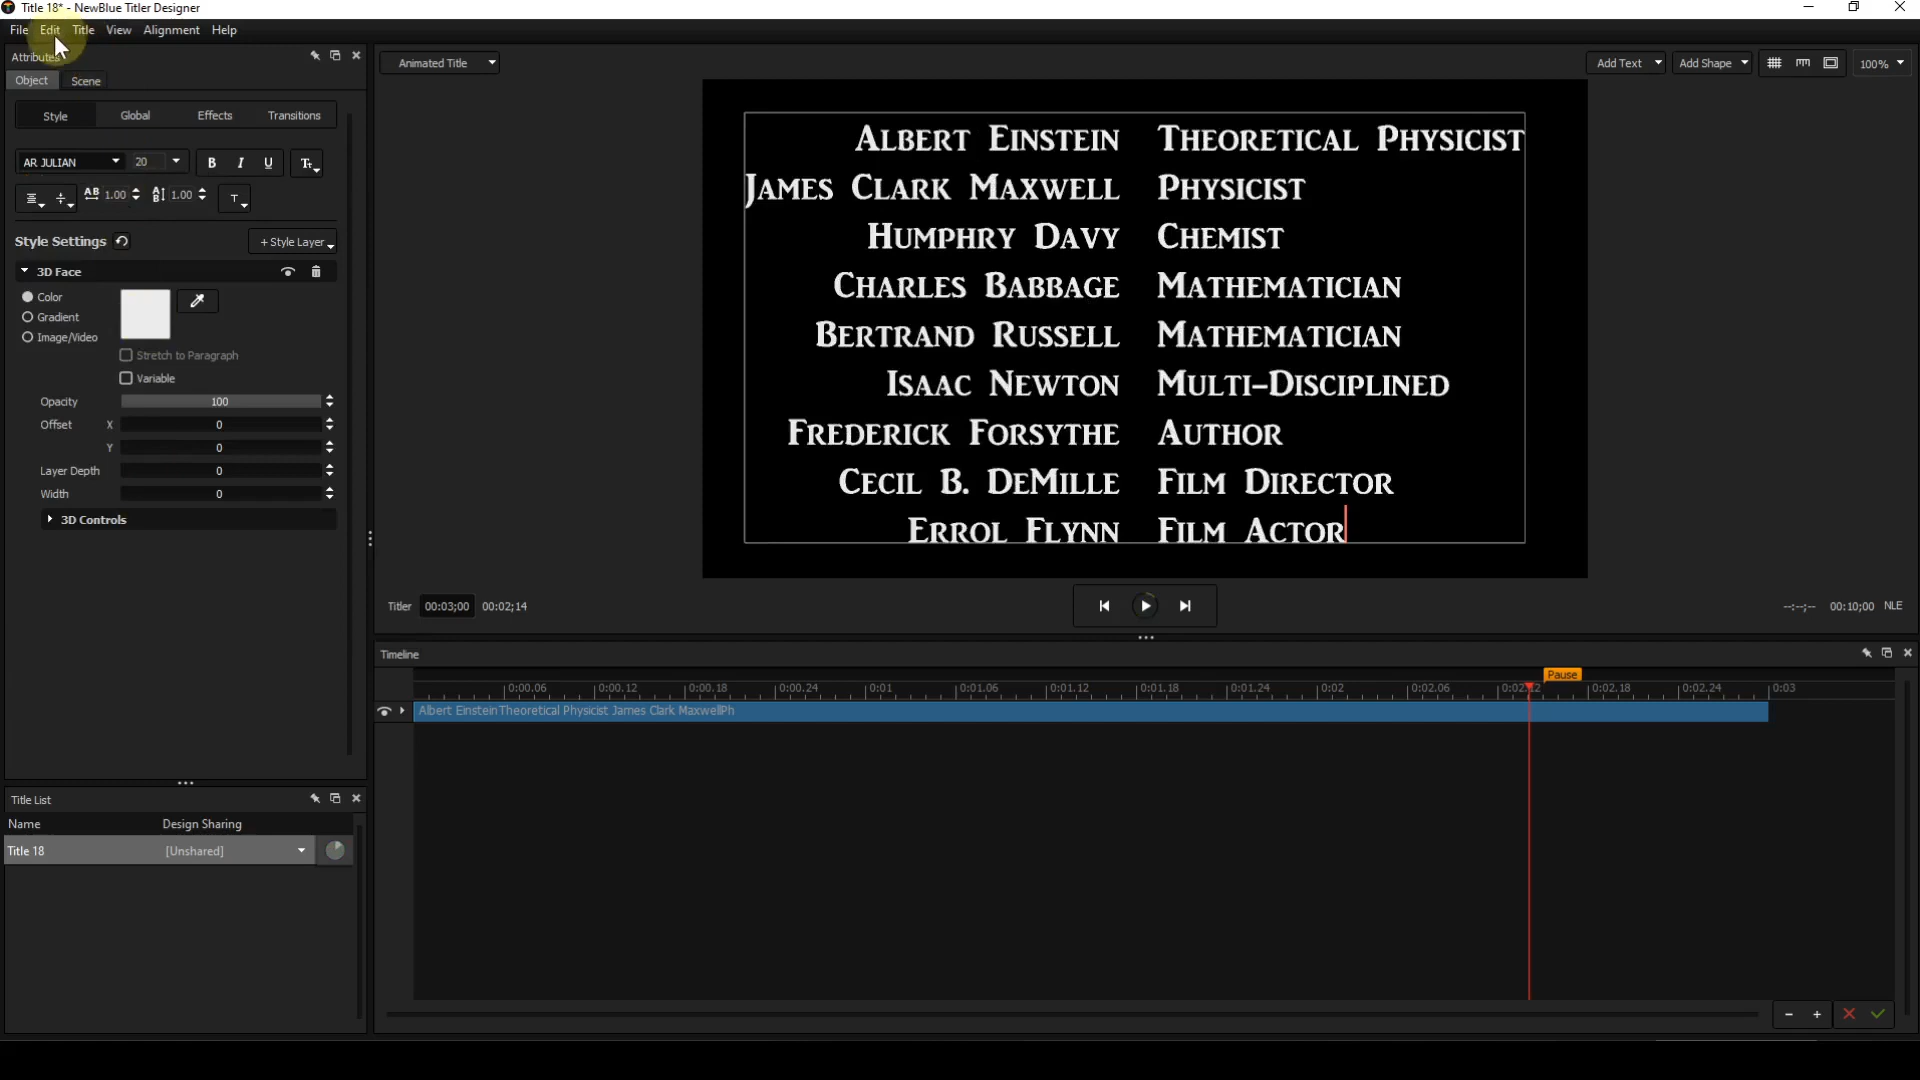 Title 18* - NewBlue Titler Designer
File Edit Title View Alignment Help
Attributes
Object Scene
Animated Title
Add Text Add Shape 100%
Style Global Effects Transitions
AR JULIAN 20 B I U Tт
AB 1.00 AB 1.00 T
Style Settings + Style Layer
3D Face
Color
Gradient
Image/Video
Stretch to Paragraph
Variable
Opacity 100
Offset X 0
Y 0
Layer Depth 0
Width 0
3D Controls
ALBERT EINSTEIN THEORETICAL PHYSICIST
JAMES CLARK MAXWELL PHYSICIST
HUMPHRY DAVY CHEMIST
CHARLES BABBAGE MATHEMATICIAN
BERTRAND RUSSELL MATHEMATICIAN
ISAAC NEWTON MULTI-DISCIPLINED
FREDERICK FORSYTHE AUTHOR
CECIL B. DEMILLE FILM DIRECTOR
ERROL FLYNN FILM ACTOR
Titler 00:03;00 00:02;14
--:--;-- 00:10;00 NLE
Timeline
Pause
0:00.06 0:00.12 0:00.18 0:00.24 0:01 0:01.06 0:01.12 0:01.18 0:01.24 0:02 0:02.06 0:02.12 0:02.18 0:02.24 0:03
Albert EinsteinTheoretical Physicist James Clark MaxwellPh
Title List
Name Design Sharing
Title 18 [Unshared]